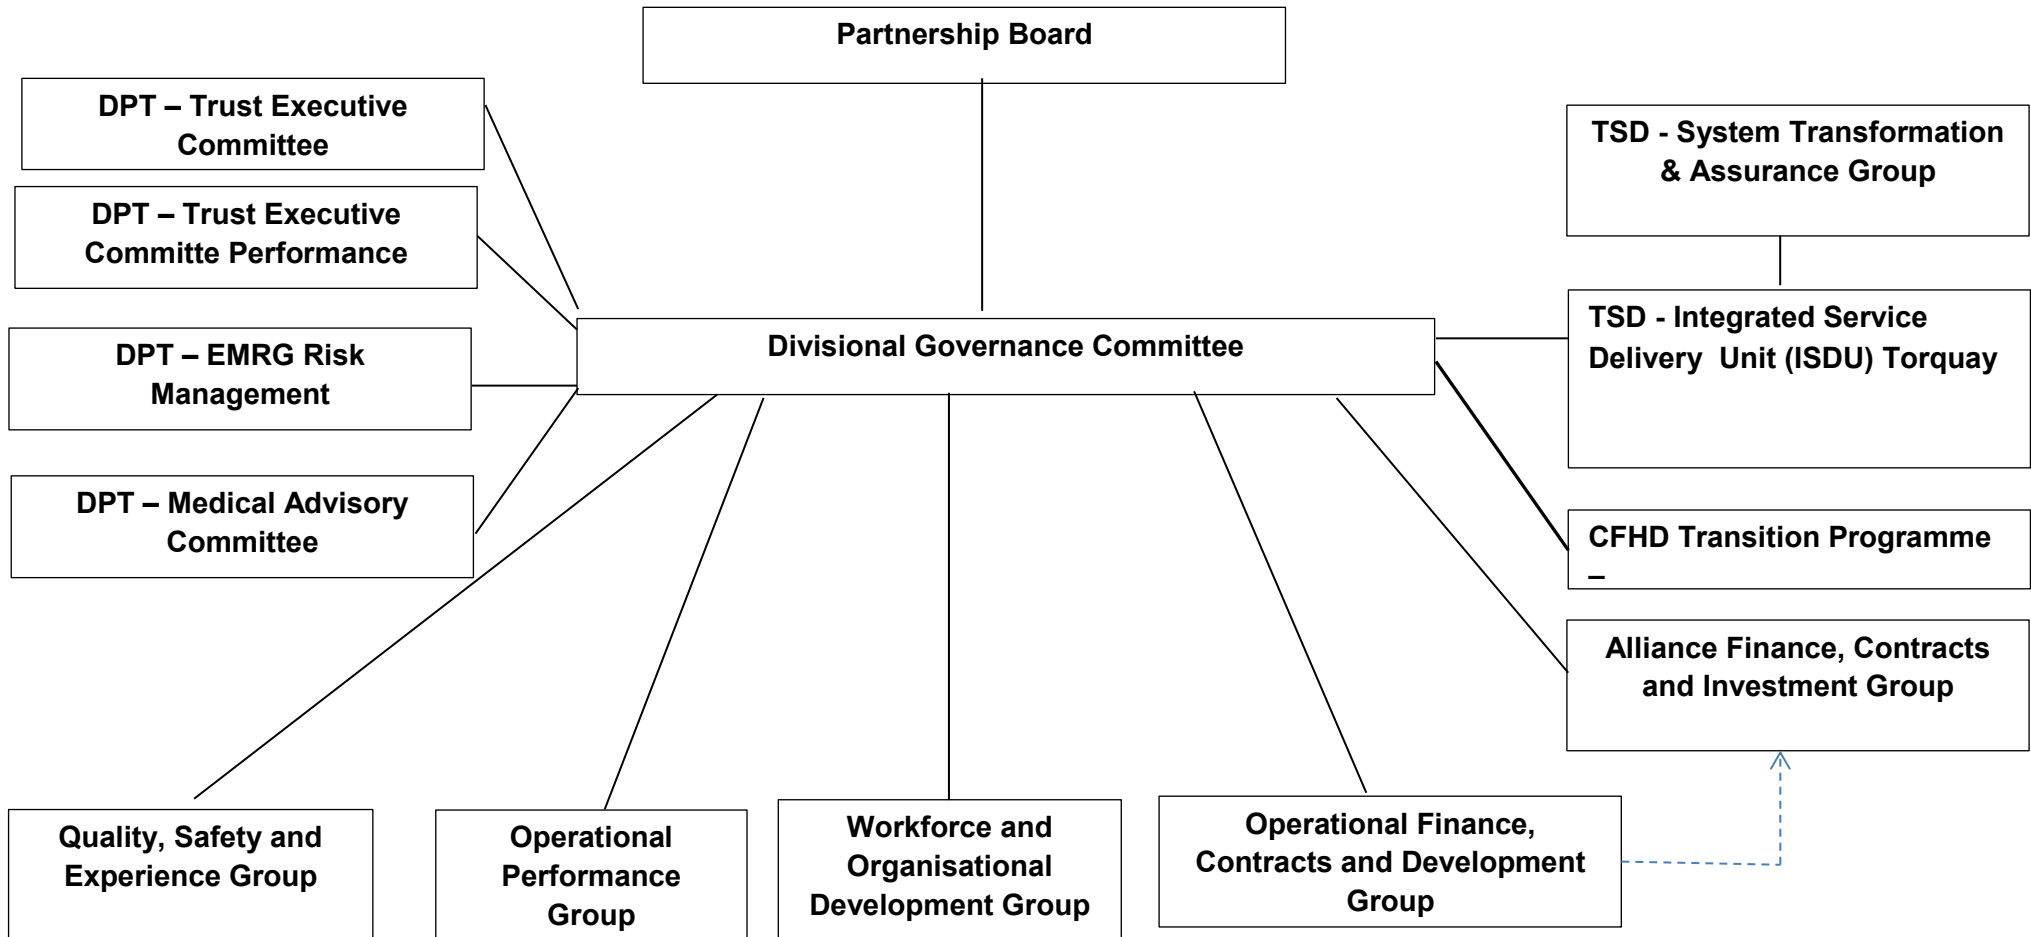 Partnership Board
DPT – Trust Executive
Committee
DPT – Trust Executive
Committe Performance
DPT – EMRG Risk
Management
DPT – Medical Advisory
Committee
Divisional Governance Committee
TSD - System Transformation
& Assurance Group
TSD - Integrated Service
Delivery Unit (ISDU) Torquay
CFHD Transition Programme
–
Alliance Finance, Contracts
and Investment Group
Quality, Safety and
Experience Group
Operational
Performance
Group
Workforce and
Organisational
Development Group
Operational Finance,
Contracts and Development
Group